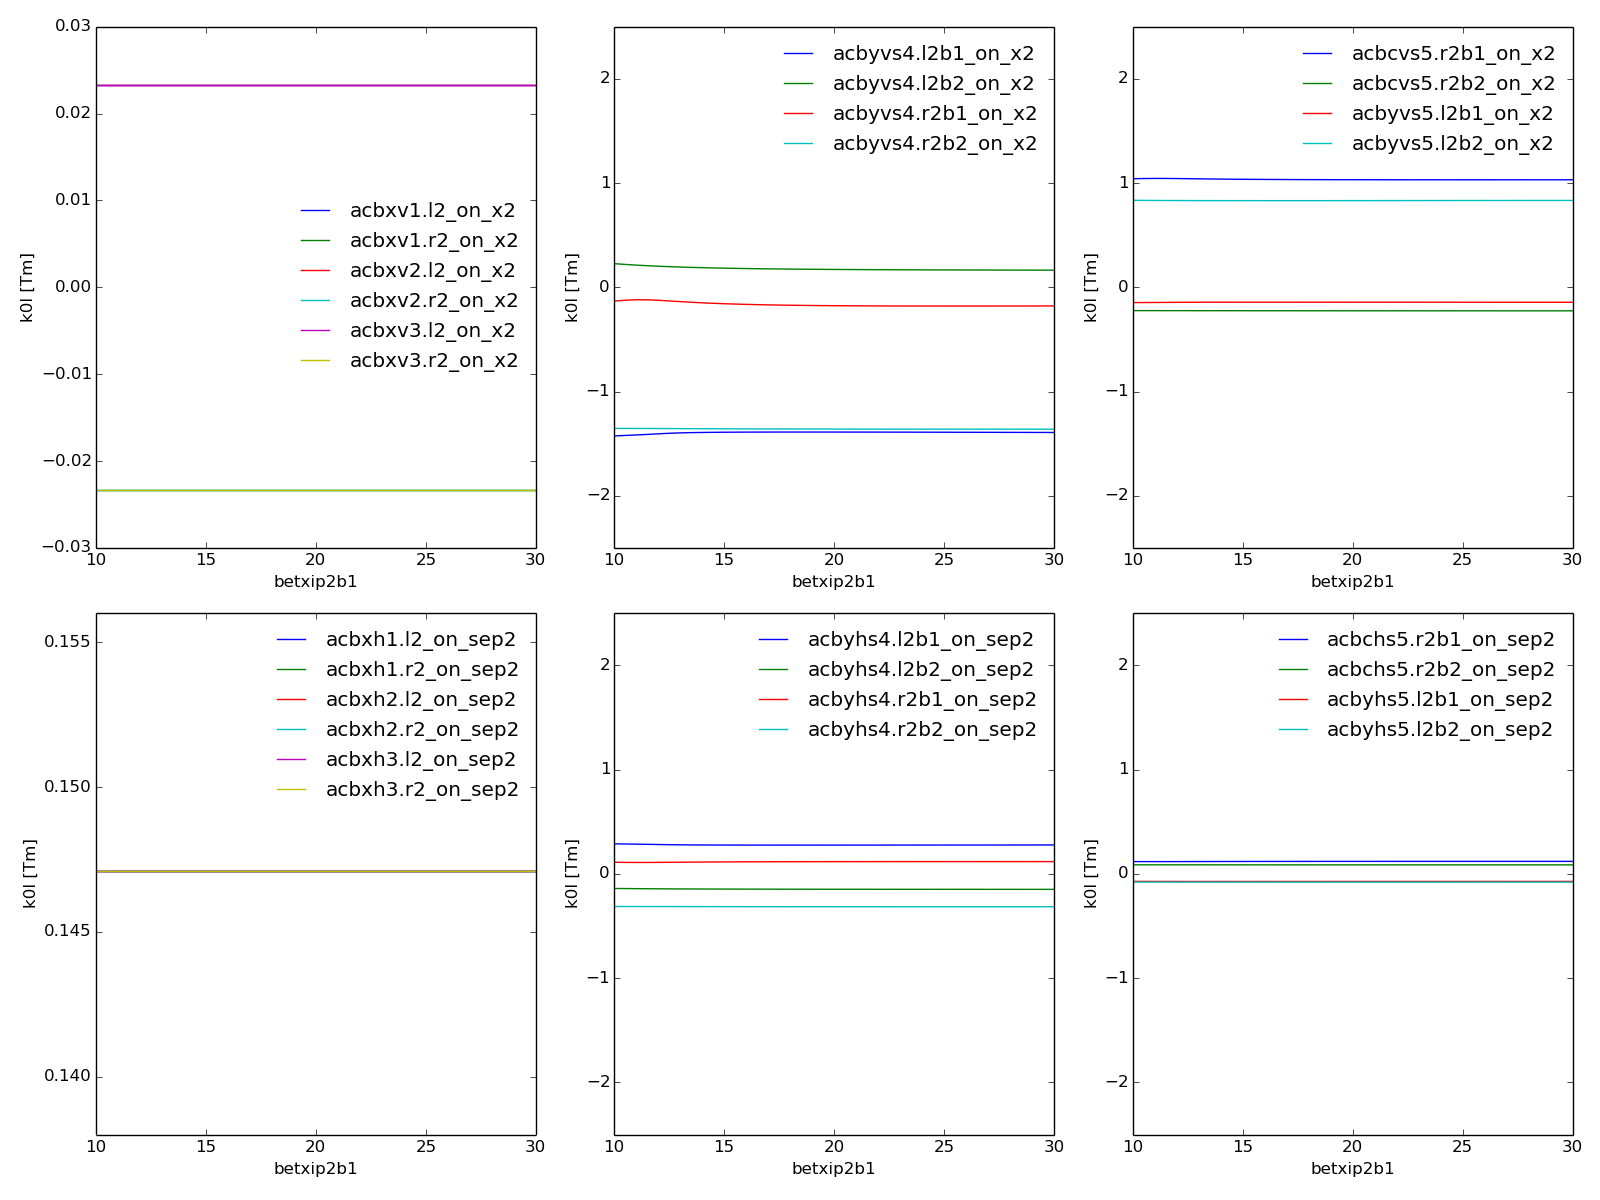 0.03
0.02
0.01
0.00
−0.01
−0.02
−0.03
k0l [Tm]
acbxv1.l2_on_x2
acbxv1.r2_on_x2
acbxv2.l2_on_x2
acbxv2.r2_on_x2
acbxv3.l2_on_x2
acbxv3.r2_on_x2
10 15 20 25 30
betxip2b1
2
1
0
−1
−2
k0l [Tm]
acbyvs4.l2b1_on_x2
acbyvs4.l2b2_on_x2
acbyvs4.r2b1_on_x2
acbyvs4.r2b2_on_x2
10 15 20 25 30
betxip2b1
2
1
0
−1
−2
k0l [Tm]
acbcvs5.r2b1_on_x2
acbcvs5.r2b2_on_x2
acbyvs5.l2b1_on_x2
acbyvs5.l2b2_on_x2
10 15 20 25 30
betxip2b1
0.155
0.150
0.145
0.140
k0l [Tm]
acbxh1.l2_on_sep2
acbxh1.r2_on_sep2
acbxh2.l2_on_sep2
acbxh2.r2_on_sep2
acbxh3.l2_on_sep2
acbxh3.r2_on_sep2
10 15 20 25 30
betxip2b1
2
1
0
−1
−2
k0l [Tm]
acbyhs4.l2b1_on_sep2
acbyhs4.l2b2_on_sep2
acbyhs4.r2b1_on_sep2
acbyhs4.r2b2_on_sep2
10 15 20 25 30
betxip2b1
2
1
0
−1
−2
k0l [Tm]
acbchs5.r2b1_on_sep2
acbchs5.r2b2_on_sep2
acbyhs5.l2b1_on_sep2
acbyhs5.l2b2_on_sep2
10 15 20 25 30
betxip2b1